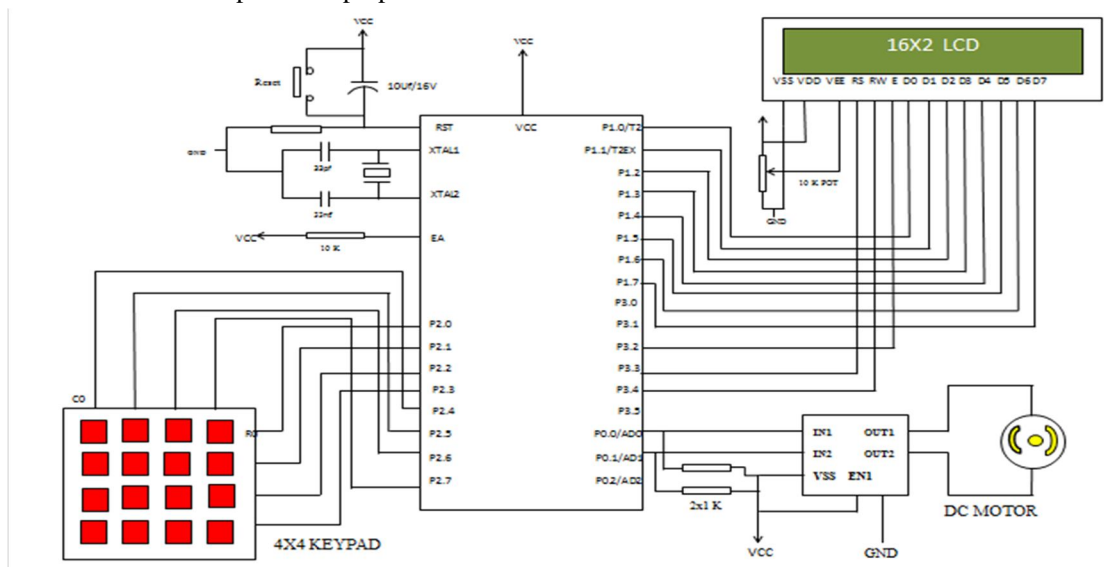 VCC
VCC
16X2 LCD
VSS VDD VEE RS RW E D0 D1 D2 D3 D4 D5 D6 D7
Reset
10Uf/16V
GND
33pf
33nf
10 K POT
GND
VCC
10 K
RST
XTAL1
XTAL2
EA
P2.0
P2.1
P2.2
P2.3
P2.4
P2.5
P2.6
P2.7
VCC
P1.0/T2
P1.1/T2EX
P1.2
P1.3
P1.4
P1.5
P1.6
P1.7
P3.0
P3.1
P3.2
P3.3
P3.4
P3.5
P0.0/AD0
P0.1/AD1
P0.2/AD2
C0
R0
4X4 KEYPAD
IN1 OUT1
IN2 OUT2
VSS EN1
2x1 K
VCC
GND
DC MOTOR